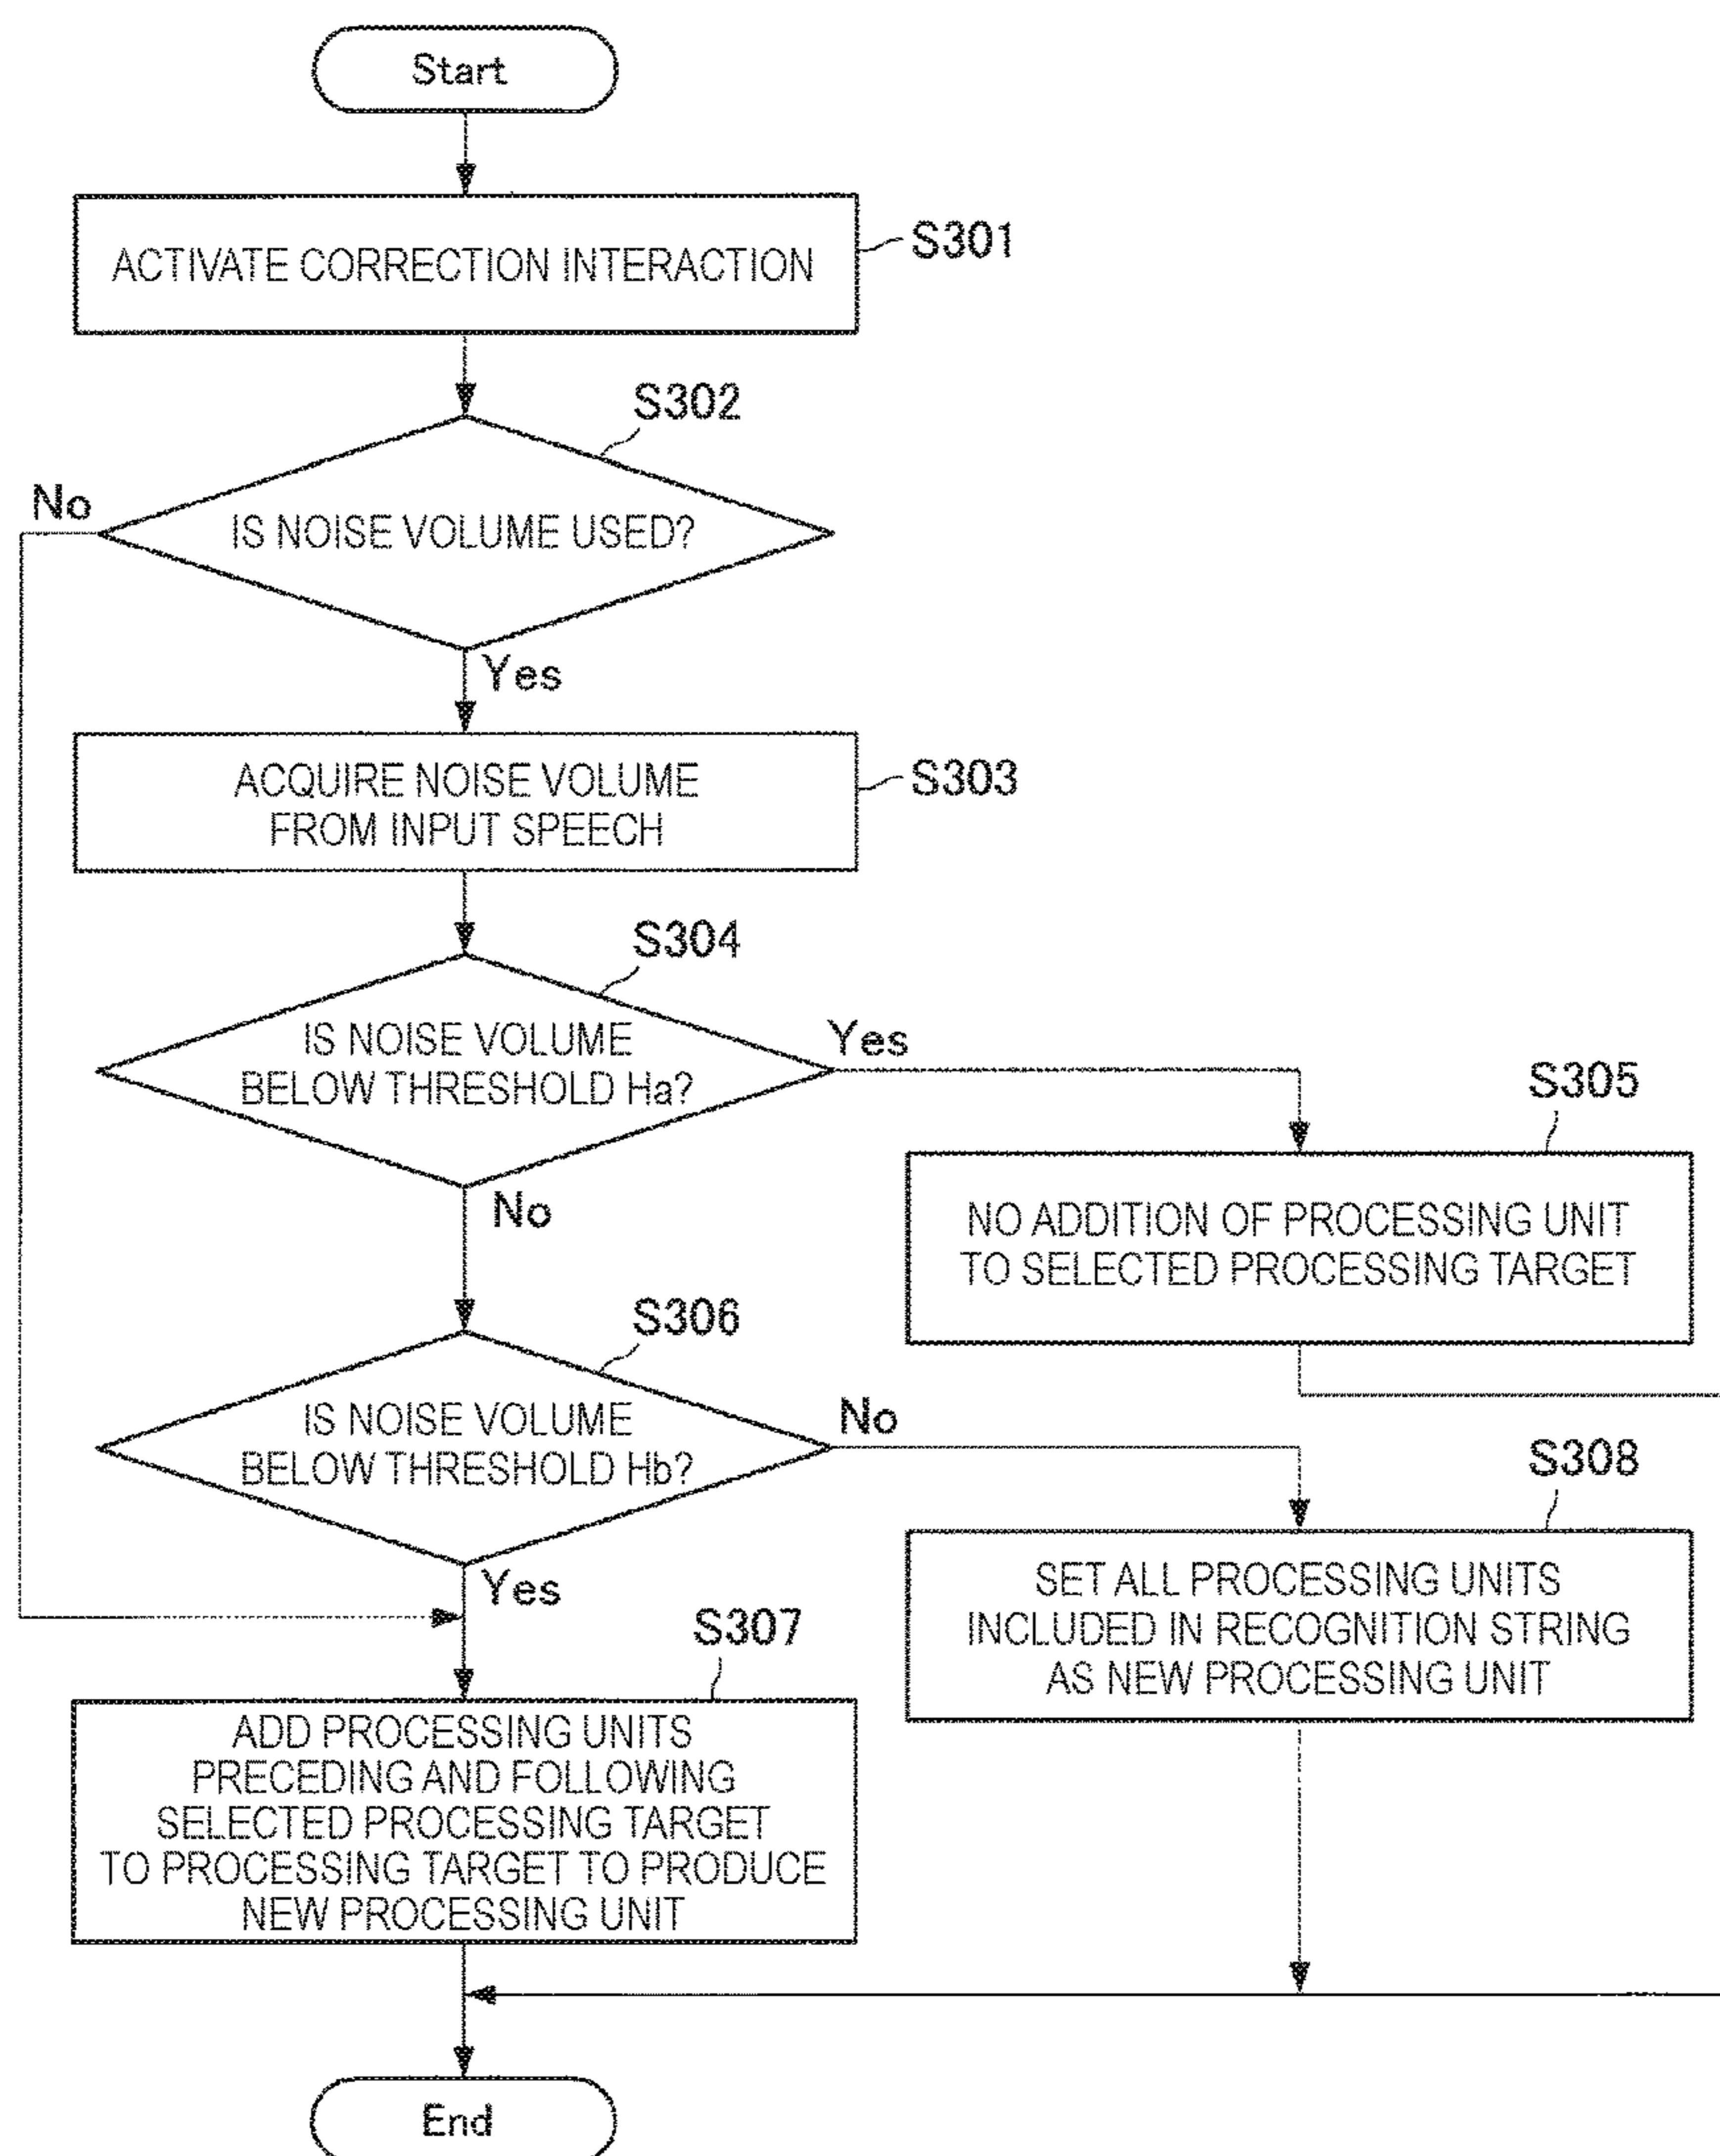 Start
ACTIVATE CORRECTION INTERACTION
S301
S302
No
IS NOISE VOLUME USED?
Yes
ACQUIRE NOISE VOLUME
FROM INPUT SPEECH
S303
S304
IS NOISE VOLUME
BELOW THRESHOLD Ha?
Yes
No
S305
NO ADDITION OF PROCESSING UNIT
TO SELECTED PROCESSING TARGET
S306
IS NOISE VOLUME
BELOW THRESHOLD Hb?
No
Yes
S308
SET ALL PROCESSING UNITS
INCLUDED IN RECOGNITION STRING
AS NEW PROCESSING UNIT
S307
ADD PROCESSING UNITS
PRECEDING AND FOLLOWING
SELECTED PROCESSING TARGET
TO PROCESSING TARGET TO PRODUCE
NEW PROCESSING UNIT
End